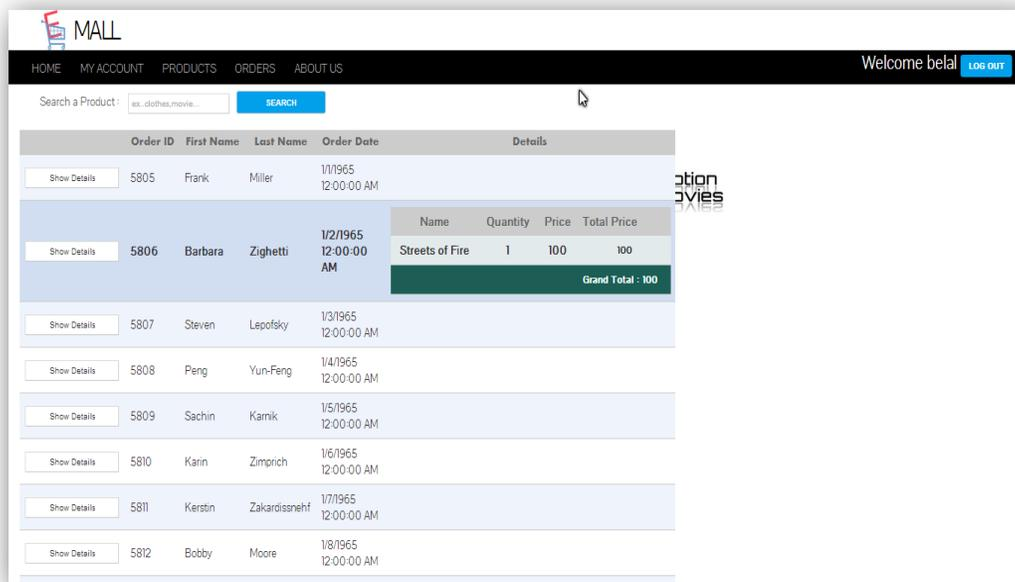 E MALL
HOME MY ACCOUNT PRODUCTS ORDERS ABOUT US
Welcome belal LOG OUT
Search a Product : ex..clothes,movie... SEARCH
Order ID First Name Last Name Order Date Details
Show Details 5805 Frank Miller 1/1/1965
12:00:00 AM
otion
ovies
Name Quantity Price Total Price
Show Details 5806 Barbara Zighetti 1/2/1965
12:00:00
AM
Streets of Fire 1 100 100
Grand Total : 100
Show Details 5807 Steven Lepofsky 1/3/1965
12:00:00 AM
Show Details 5808 Peng Yun-Feng 1/4/1965
12:00:00 AM
Show Details 5809 Sachin Karnik 1/5/1965
12:00:00 AM
Show Details 5810 Karin Zimprich 1/6/1965
12:00:00 AM
Show Details 5811 Kerstin Zakardissnehf 1/7/1965
12:00:00 AM
Show Details 5812 Bobby Moore 1/8/1965
12:00:00 AM